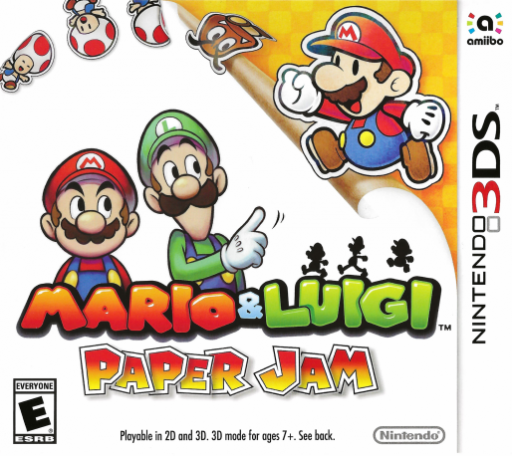 amiibo
NINTENDO 3DS™
M
L
M
MARIO & LUIGI™
PAPER JAM
EVERYONE
E
ESRB
Playable in 2D and 3D. 3D mode for ages 7+. See back.
Nintendo